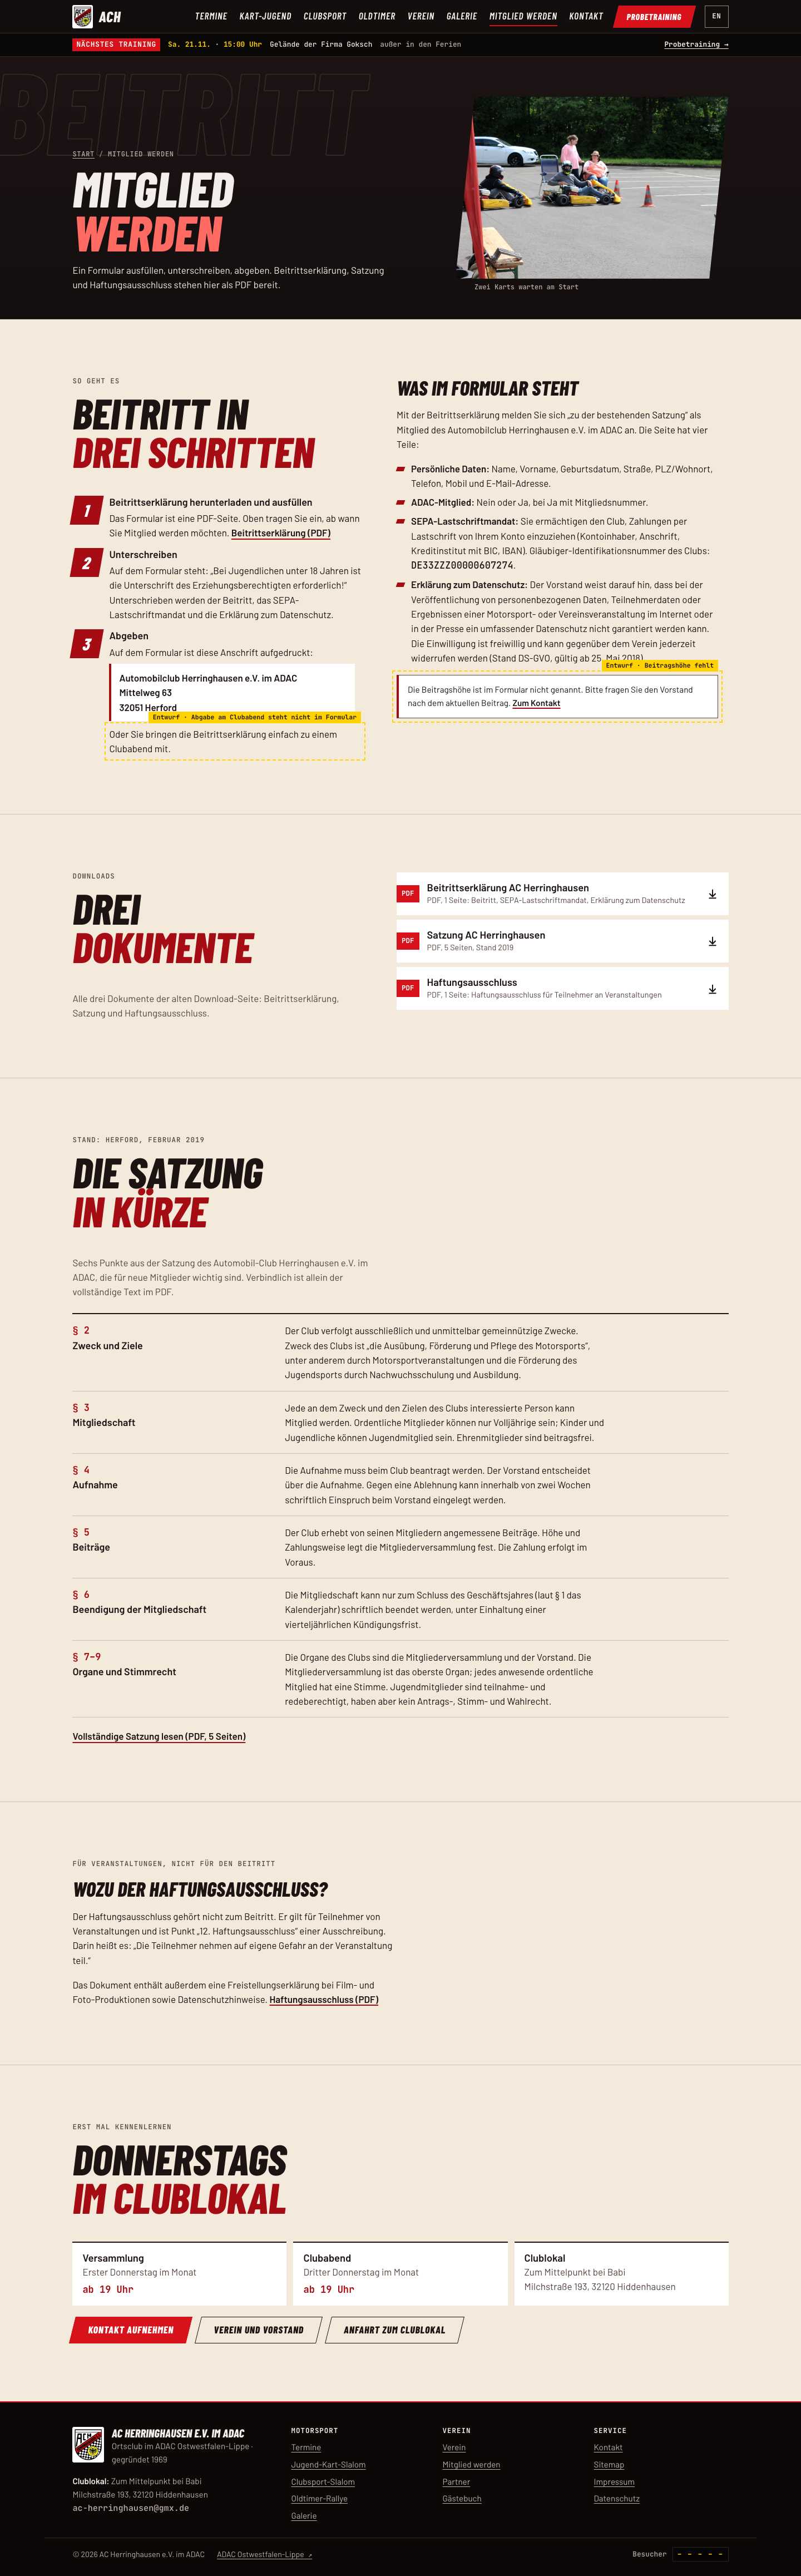 ACH
TERMINE KART-JUGEND CLUBSPORT OLDTIMER VEREIN GALERIE MITGLIED WERDEN KONTAKT PROBETRAINING EN
NÄCHSTES TRAINING Sa. 21.11. · 15:00 Uhr Gelände der Firma Goksch außer in den Ferien Probetraining →
BEITRITT
START / MITGLIED WERDEN
MITGLIED
WERDEN
Ein Formular ausfüllen, unterschreiben, abgeben. Beitrittserklärung, Satzung
und Haftungsausschluss stehen hier als PDF bereit.
Zwei Karts warten am Start
SO GEHT ES
BEITRITT IN
DREI SCHRITTEN
1
Beitrittserklärung herunterladen und ausfüllen
Das Formular ist eine PDF-Seite. Oben tragen Sie ein, ab wann
Sie Mitglied werden möchten. Beitrittserklärung (PDF)
2
Unterschreiben
Auf dem Formular steht: „Bei Jugendlichen unter 18 Jahren ist
die Unterschrift des Erziehungsberechtigten erforderlich!“
Unterschrieben werden der Beitritt, das SEPA-
Lastschriftmandat und die Erklärung zum Datenschutz.
3
Abgeben
Auf dem Formular ist diese Anschrift aufgedruckt:
Automobilclub Herringhausen e.V. im ADAC
Mittelweg 63
32051 Herford
Entwurf · Abgabe am Clubabend steht nicht im Formular
Oder Sie bringen die Beitrittserklärung einfach zu einem
Clubabend mit.
WAS IM FORMULAR STEHT
Mit der Beitrittserklärung melden Sie sich „zu der bestehenden Satzung“ als
Mitglied des Automobilclub Herringhausen e.V. im ADAC an. Die Seite hat vier
Teile:
Persönliche Daten: Name, Vorname, Geburtsdatum, Straße, PLZ/Wohnort,
Telefon, Mobil und E-Mail-Adresse.
ADAC-Mitglied: Nein oder Ja, bei Ja mit Mitgliedsnummer.
SEPA-Lastschriftmandat: Sie ermächtigen den Club, Zahlungen per
Lastschrift von Ihrem Konto einzuziehen (Kontoinhaber, Anschrift,
Kreditinstitut mit BIC, IBAN). Gläubiger-Identifikationsnummer des Clubs:
DE33ZZZ00000607274.
Erklärung zum Datenschutz: Der Vorstand weist darauf hin, dass bei der
Veröffentlichung von personenbezogenen Daten, Teilnehmerdaten oder
Ergebnissen einer Motorsport- oder Vereinsveranstaltung im Internet oder
in der Presse ein umfassender Datenschutz nicht garantiert werden kann.
Die Einwilligung ist freiwillig und kann gegenüber dem Verein jederzeit
widerrufen werden (Stand DS-GVO, gültig ab 25. Mai 2018).
Entwurf · Beitragshöhe fehlt
Die Beitragshöhe ist im Formular nicht genannt. Bitte fragen Sie den Vorstand
nach dem aktuellen Beitrag. Zum Kontakt
DOWNLOADS
DREI
DOKUMENTE
Alle drei Dokumente der alten Download-Seite: Beitrittserklärung,
Satzung und Haftungsausschluss.
PDF
Beitrittserklärung AC Herringhausen
PDF, 1 Seite: Beitritt, SEPA-Lastschriftmandat, Erklärung zum Datenschutz
PDF
Satzung AC Herringhausen
PDF, 5 Seiten, Stand 2019
PDF
Haftungsausschluss
PDF, 1 Seite: Haftungsausschluss für Teilnehmer an Veranstaltungen
STAND: HERFORD, FEBRUAR 2019
DIE SATZUNG
IN KÜRZE
Sechs Punkte aus der Satzung des Automobil-Club Herringhausen e.V. im
ADAC, die für neue Mitglieder wichtig sind. Verbindlich ist allein der
vollständige Text im PDF.
§ 2
Zweck und Ziele
Der Club verfolgt ausschließlich und unmittelbar gemeinnützige Zwecke.
Zweck des Clubs ist „die Ausübung, Förderung und Pflege des Motorsports“,
unter anderem durch Motorsportveranstaltungen und die Förderung des
Jugendsports durch Nachwuchsschulung und Ausbildung.
§ 3
Mitgliedschaft
Jede an dem Zweck und den Zielen des Clubs interessierte Person kann
Mitglied werden. Ordentliche Mitglieder können nur Volljährige sein; Kinder und
Jugendliche können Jugendmitglied sein. Ehrenmitglieder sind beitragsfrei.
§ 4
Aufnahme
Die Aufnahme muss beim Club beantragt werden. Der Vorstand entscheidet
über die Aufnahme. Gegen eine Ablehnung kann innerhalb von zwei Wochen
schriftlich Einspruch beim Vorstand eingelegt werden.
§ 5
Beiträge
Der Club erhebt von seinen Mitgliedern angemessene Beiträge. Höhe und
Zahlungsweise legt die Mitgliederversammlung fest. Die Zahlung erfolgt im
Voraus.
§ 6
Beendigung der Mitgliedschaft
Die Mitgliedschaft kann nur zum Schluss des Geschäftsjahres (laut § 1 das
Kalenderjahr) schriftlich beendet werden, unter Einhaltung einer
vierteljährlichen Kündigungsfrist.
§ 7–9
Organe und Stimmrecht
Die Organe des Clubs sind die Mitgliederversammlung und der Vorstand. Die
Mitgliederversammlung ist das oberste Organ; jedes anwesende ordentliche
Mitglied hat eine Stimme. Jugendmitglieder sind teilnahme- und
redeberechtigt, haben aber kein Antrags-, Stimm- und Wahlrecht.
Vollständige Satzung lesen (PDF, 5 Seiten)
FÜR VERANSTALTUNGEN, NICHT FÜR DEN BEITRITT
WOZU DER HAFTUNGSAUSSCHLUSS?
Der Haftungsausschluss gehört nicht zum Beitritt. Er gilt für Teilnehmer von
Veranstaltungen und ist Punkt „12. Haftungsausschluss“ einer Ausschreibung.
Darin heißt es: „Die Teilnehmer nehmen auf eigene Gefahr an der Veranstaltung
teil.“
Das Dokument enthält außerdem eine Freistellungserklärung bei Film- und
Foto-Produktionen sowie Datenschutzhinweise. Haftungsausschluss (PDF)
ERST MAL KENNENLERNEN
DONNERSTAGS
IM CLUBLOKAL
Versammlung
Erster Donnerstag im Monat
ab 19 Uhr
Clubabend
Dritter Donnerstag im Monat
ab 19 Uhr
Clublokal
Zum Mittelpunkt bei Babi
Milchstraße 193, 32120 Hiddenhausen
KONTAKT AUFNEHMEN VEREIN UND VORSTAND ANFAHRT ZUM CLUBLOKAL
AC HERRINGHAUSEN E.V. IM ADAC
Ortsclub im ADAC Ostwestfalen-Lippe ·
gegründet 1969
Clublokal: Zum Mittelpunkt bei Babi
Milchstraße 193, 32120 Hiddenhausen
ac-herringhausen@gmx.de
MOTORSPORT
Termine
Jugend-Kart-Slalom
Clubsport-Slalom
Oldtimer-Rallye
Galerie
VEREIN
Verein
Mitglied werden
Partner
Gästebuch
SERVICE
Kontakt
Sitemap
Impressum
Datenschutz
© 2026 AC Herringhausen e.V. im ADAC ADAC Ostwestfalen-Lippe ↗
Besucher – – – – –